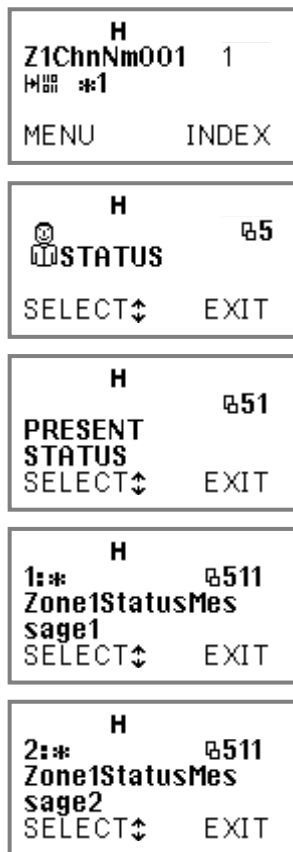 H
Z1ChnNm001 1
*1
MENU INDEX
H
5
STATUS
SELECT EXIT
H
51
PRESENT
STATUS
SELECT EXIT
H
1:* 511
Zone1StatusMes
sage1
SELECT EXIT
H
2:* 511
Zone1StatusMes
sage2
SELECT EXIT